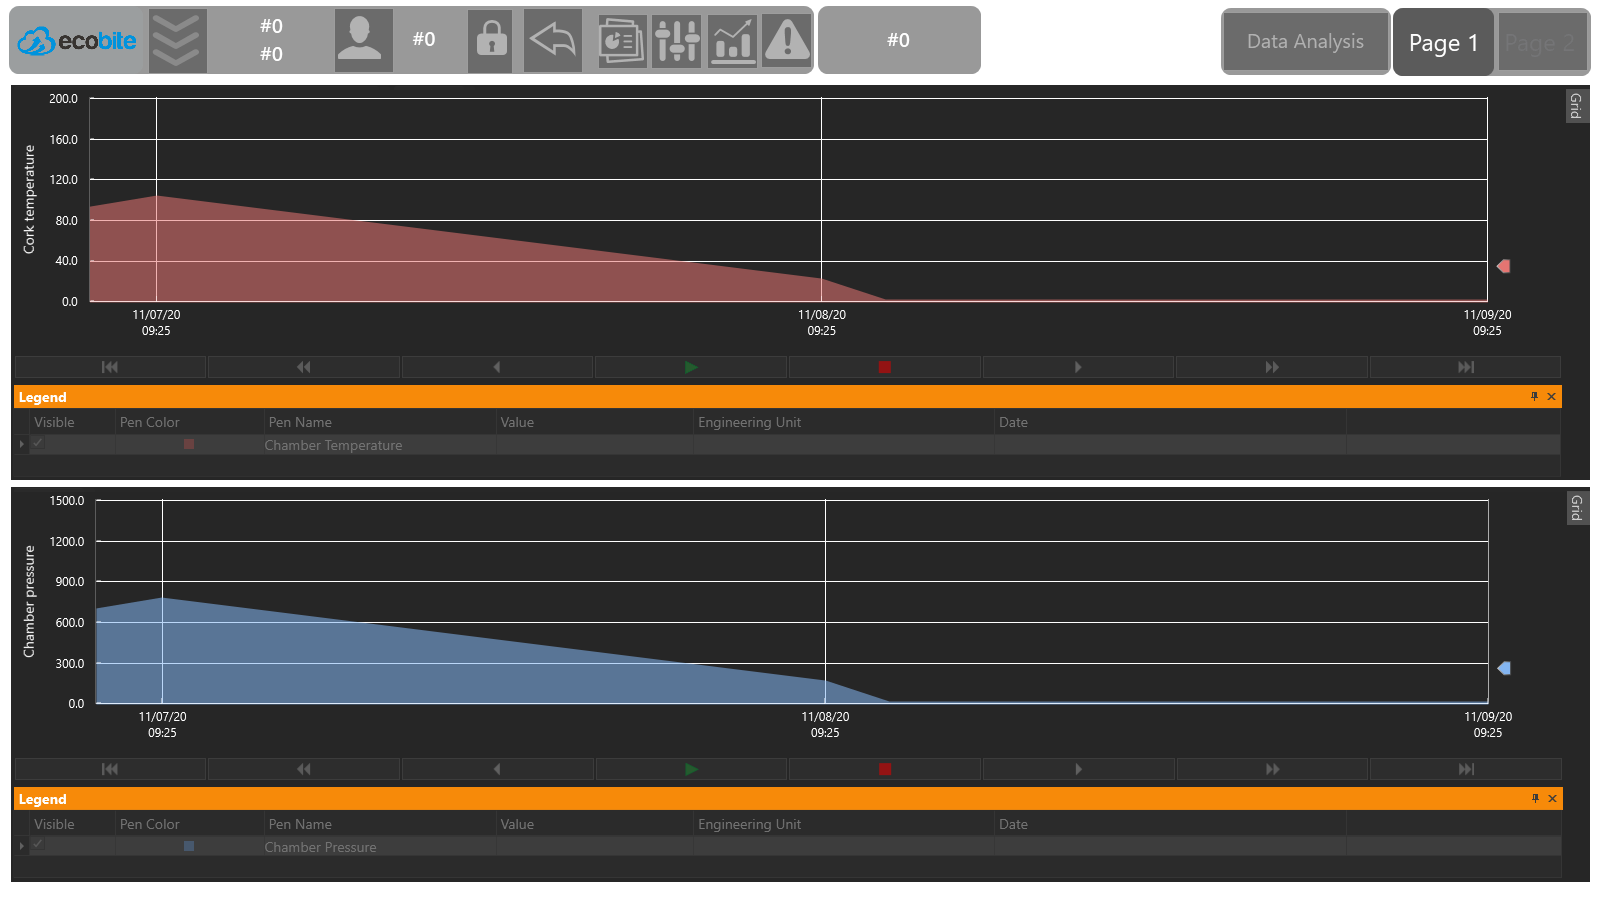 ecobite
#0
#0
#0
#0
Data Analysis
Page 1
Page 2
200.0
160.0
120.0
80.0
40.0
0.0
Cork temperature
Grid
11/07/20
09:25
11/08/20
09:25
11/09/20
09:25
Legend
Visible Pen Color Pen Name Value Engineering Unit Date
Chamber Temperature
1500.0
1200.0
900.0
600.0
300.0
0.0
Chamber pressure
Grid
11/07/20
09:25
11/08/20
09:25
11/09/20
09:25
Legend
Visible Pen Color Pen Name Value Engineering Unit Date
Chamber Pressure